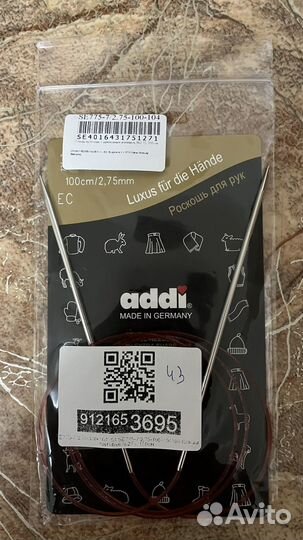 SE775-7/2.75-100-104
SE4016431751271
100cm/2,75mm
E.C
Luxus für die Hände
Роскошь для рук
addi
MADE IN GERMANY
43
912165 3695
Avito